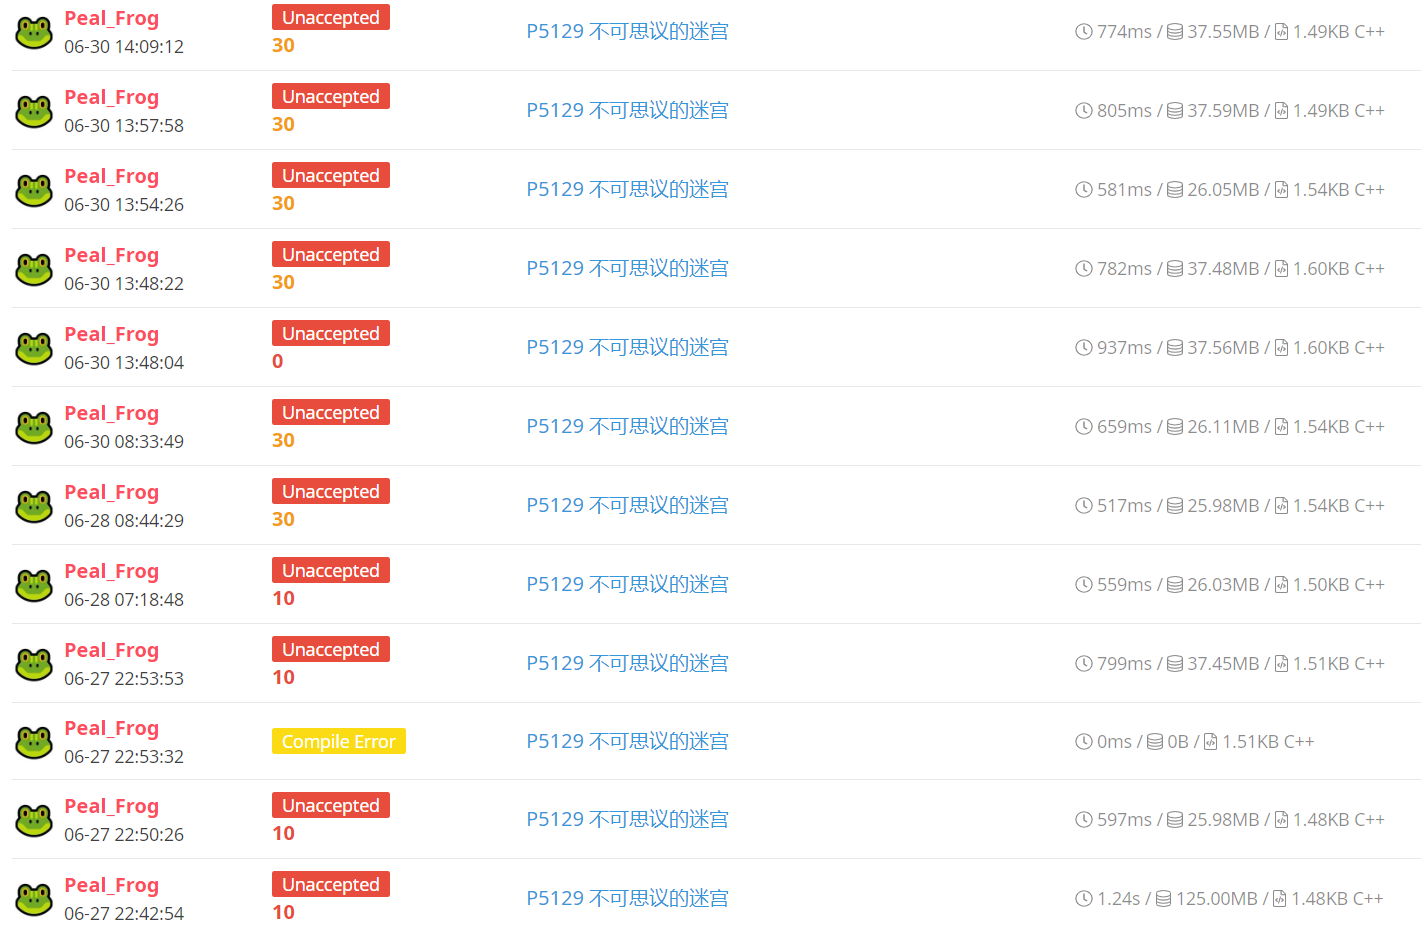 Peal_Frog Unaccepted P5129 不可思议的迷宫 774ms / 37.55MB / 1.49KB C++
06-30 14:09:12 30
Peal_Frog Unaccepted P5129 不可思议的迷宫 805ms / 37.59MB / 1.49KB C++
06-30 13:57:58 30
Peal_Frog Unaccepted P5129 不可思议的迷宫 581ms / 26.05MB / 1.54KB C++
06-30 13:54:26 30
Peal_Frog Unaccepted P5129 不可思议的迷宫 782ms / 37.48MB / 1.60KB C++
06-30 13:48:22 30
Peal_Frog Unaccepted P5129 不可思议的迷宫 937ms / 37.56MB / 1.60KB C++
06-30 13:48:04 0
Peal_Frog Unaccepted P5129 不可思议的迷宫 659ms / 26.11MB / 1.54KB C++
06-30 08:33:49 30
Peal_Frog Unaccepted P5129 不可思议的迷宫 517ms / 25.98MB / 1.54KB C++
06-28 08:44:29 30
Peal_Frog Unaccepted P5129 不可思议的迷宫 559ms / 26.03MB / 1.50KB C++
06-28 07:18:48 10
Peal_Frog Unaccepted P5129 不可思议的迷宫 799ms / 37.45MB / 1.51KB C++
06-27 22:53:53 10
Peal_Frog Compile Error P5129 不可思议的迷宫 0ms / 0B / 1.51KB C++
06-27 22:53:32
Peal_Frog Unaccepted P5129 不可思议的迷宫 597ms / 25.98MB / 1.48KB C++
06-27 22:50:26 10
Peal_Frog Unaccepted P5129 不可思议的迷宫 1.24s / 125.00MB / 1.48KB C++
06-27 22:42:54 10